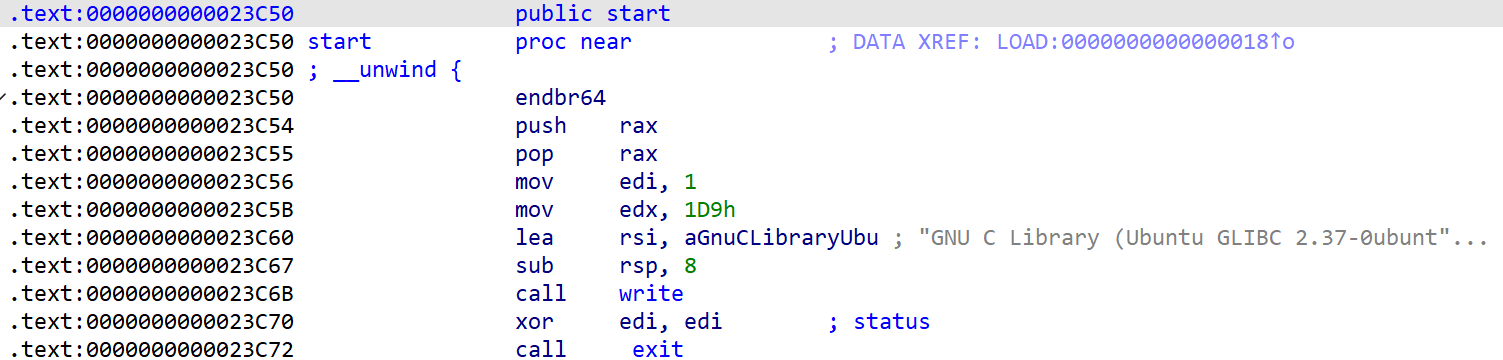 .text:0000000000023C50 public start
.text:0000000000023C50 start proc near ; DATA XREF: LOAD:0000000000000018↑o
.text:0000000000023C50 ; __unwind {
.text:0000000000023C50 endbr64
.text:0000000000023C54 push rax
.text:0000000000023C55 pop rax
.text:0000000000023C56 mov edi, 1
.text:0000000000023C5B mov edx, 1D9h
.text:0000000000023C60 lea rsi, aGnuCLibraryUbu ; "GNU C Library (Ubuntu GLIBC 2.37-0ubunt"...
.text:0000000000023C67 sub rsp, 8
.text:0000000000023C6B call write
.text:0000000000023C70 xor edi, edi ; status
.text:0000000000023C72 call exit